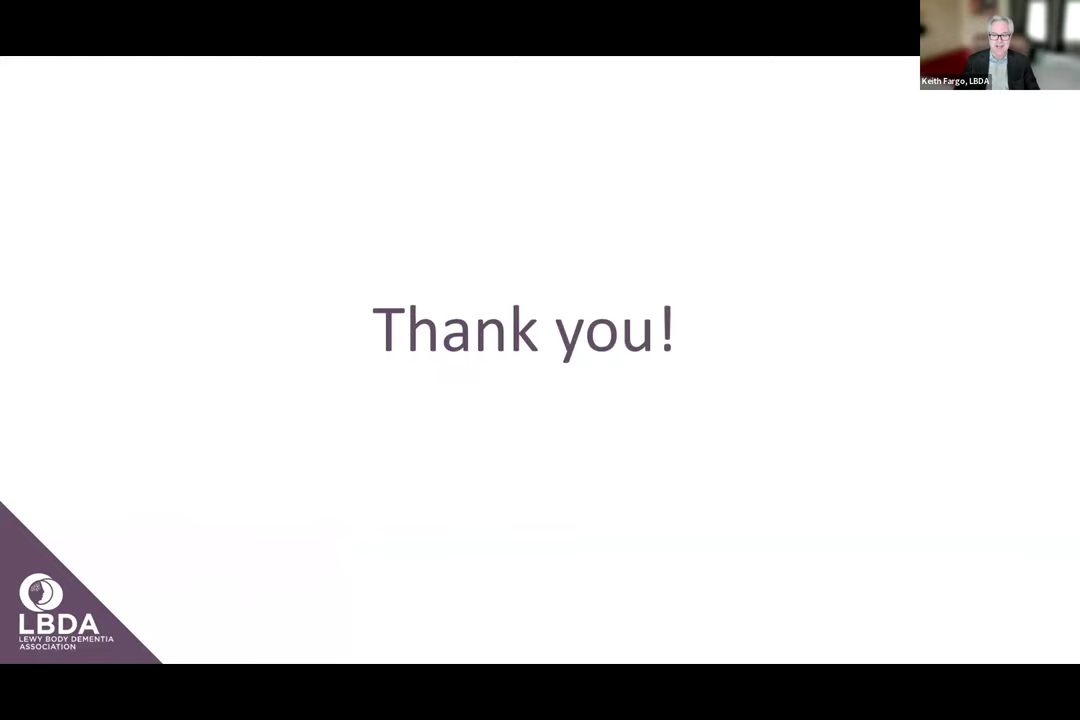 Keith Fargo, LBDA
Thank you!
LBDA
LEWY BODY DEMENTIA
ASSOCIATION